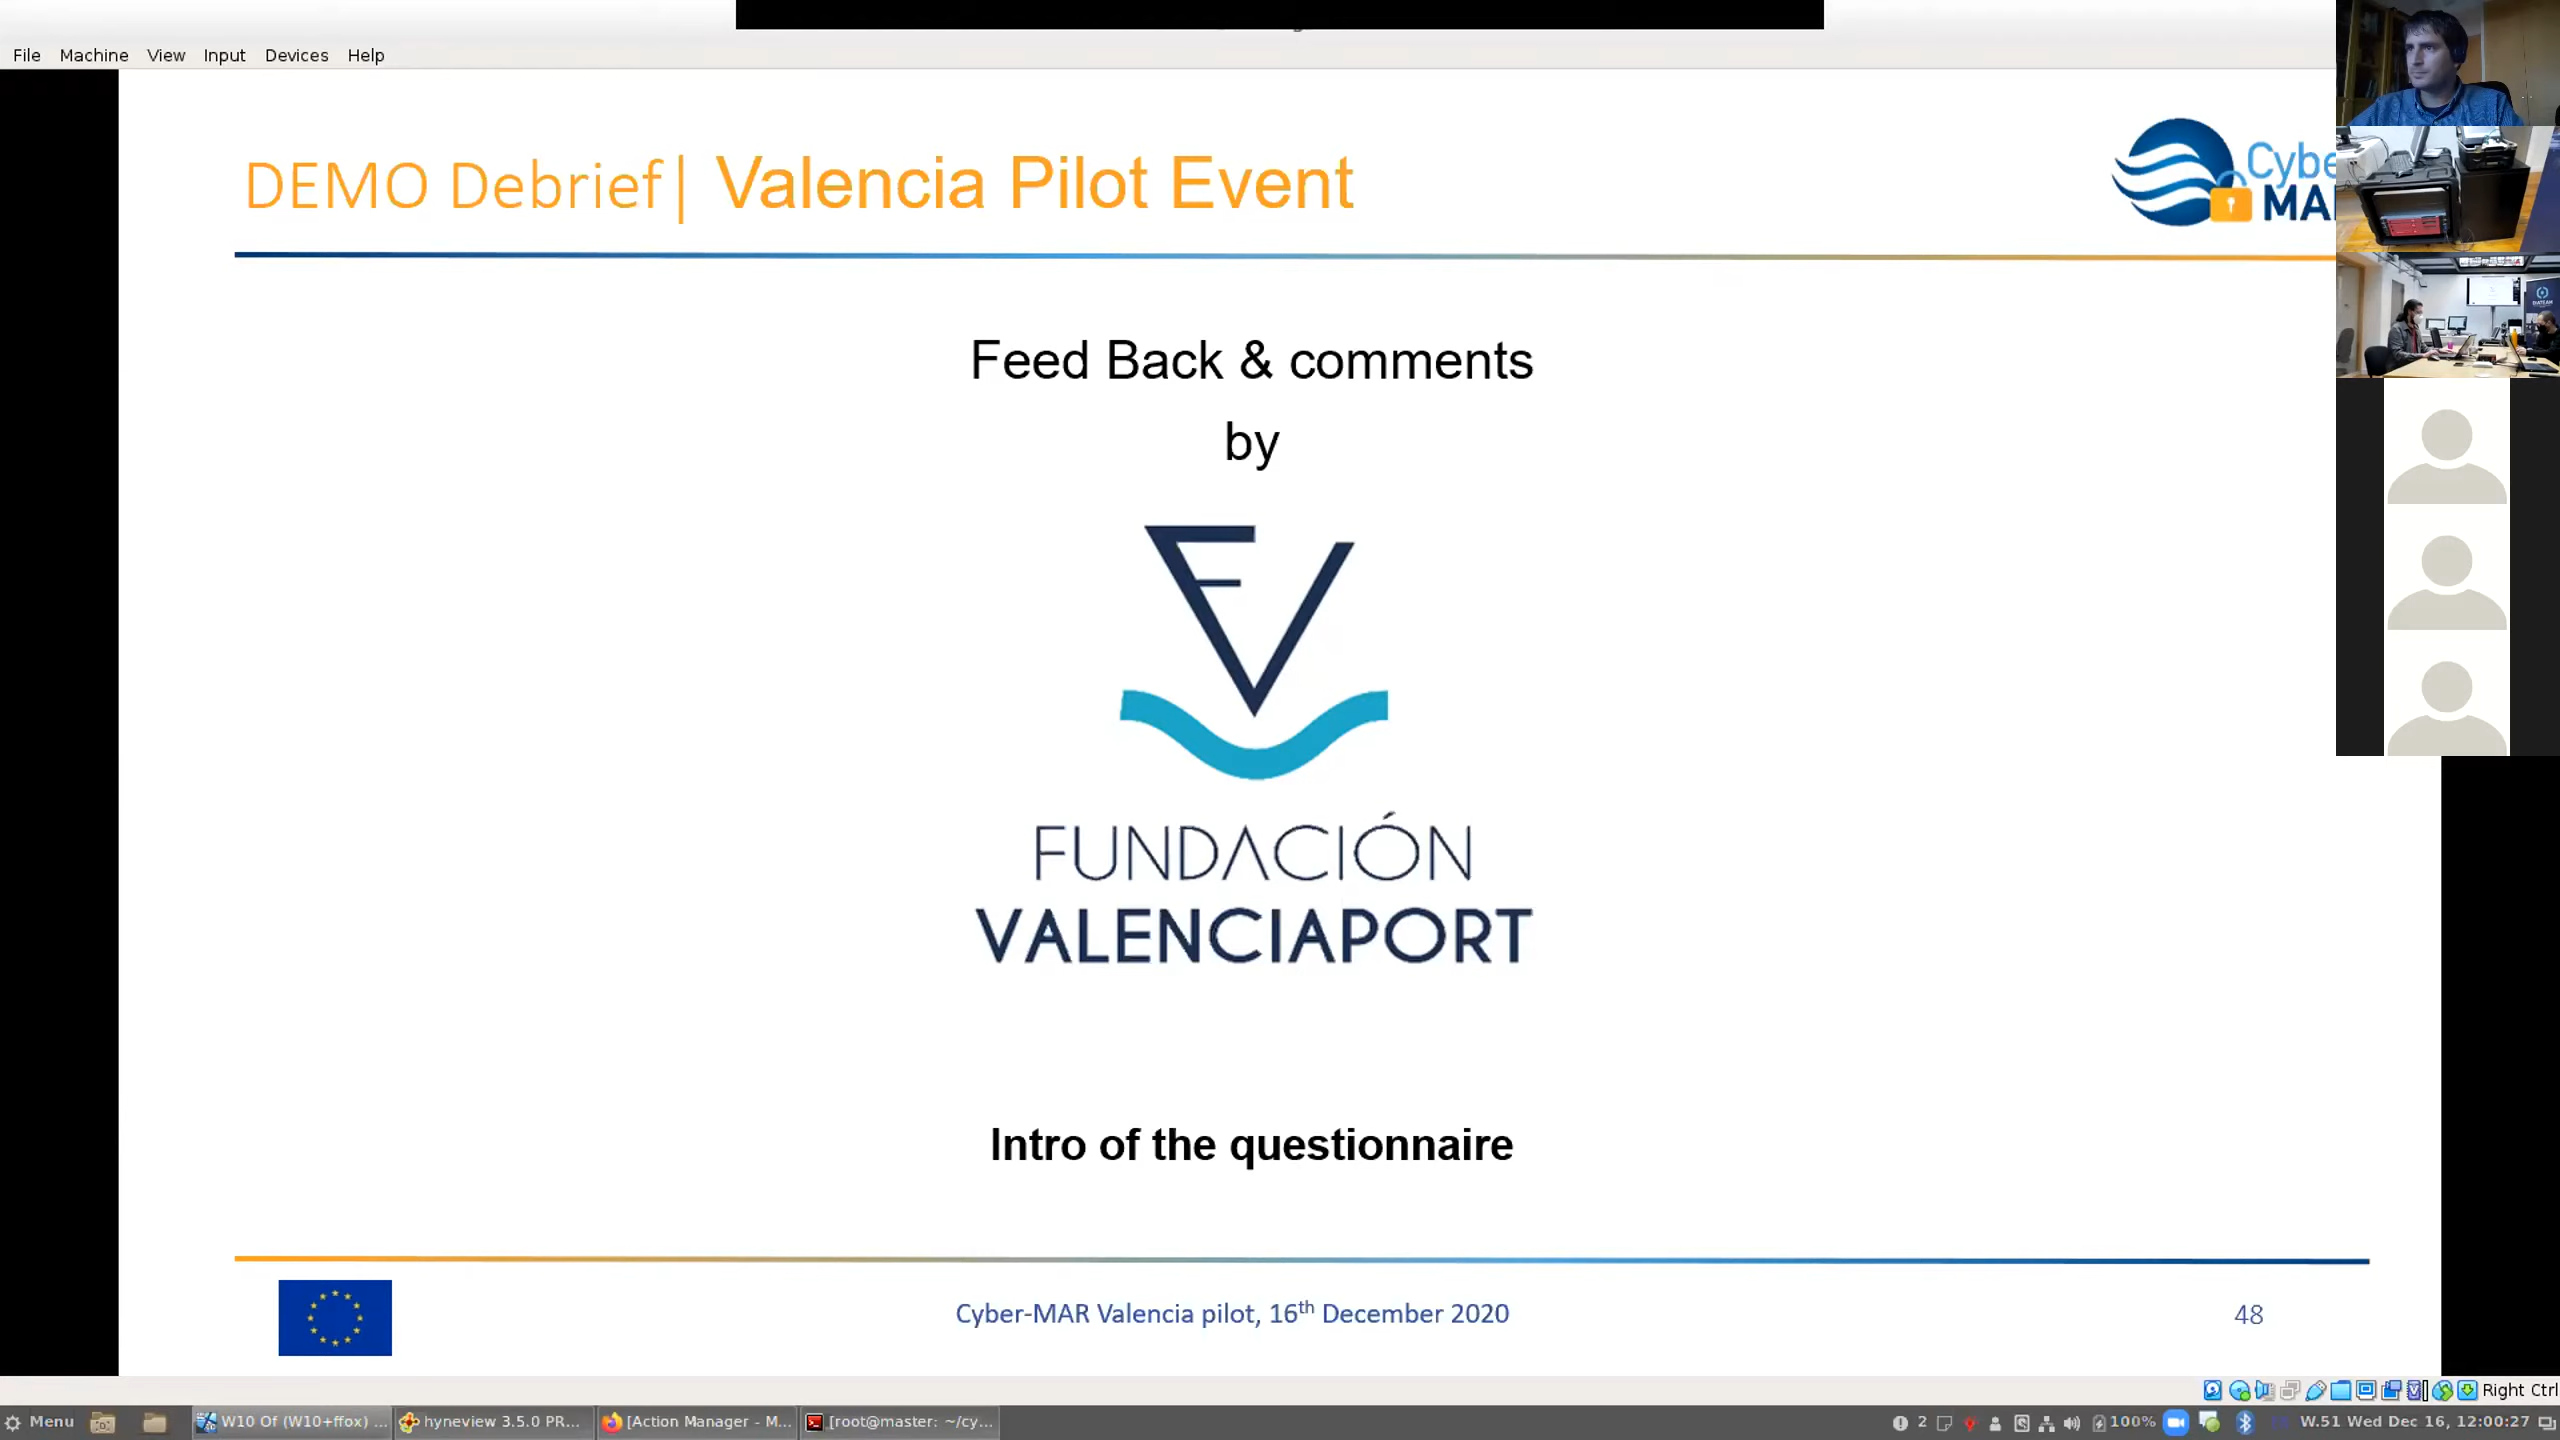 File Machine View Input Devices Help
DEMO Debrief| Valencia Pilot Event
MAR
Feed Back & comments
by
FUNDACIÓN
VALENCIAPORT
Intro of the questionnaire
Cyber-MAR Valencia pilot, 16th December 2020
48
Right Ctrl
Menu
W10 Of (W10+ffox) ...
hyneview 3.5.0 PR...
[Action Manager - M...
[root@master: ~/cy...
2
100%
W.51 Wed Dec 16, 12:00:27